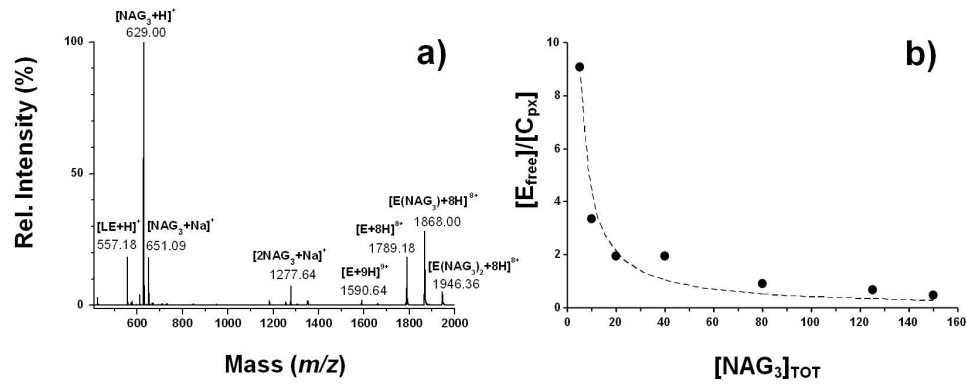 [NAG3+H]+
629.00
a)
100
50
0
Rel. Intensity (%)
[LE+H]+
557.18
[NAG3+Na]+
651.09
[2NAG3+Na]+
1277.64
[E+9H]9+
1590.64
[E+8H]8+
1789.18
[E(NAG3)+8H]8+
1868.00
[E(NAG3)2+8H]8+
1946.36
600 800 1000 1200 1400 1600 1800 2000
Mass (m/z)
b)
10
8
6
4
2
0
[Efree]/[Cpx]
0 20 40 60 80 100 120 140 160
[NAG3]TOT